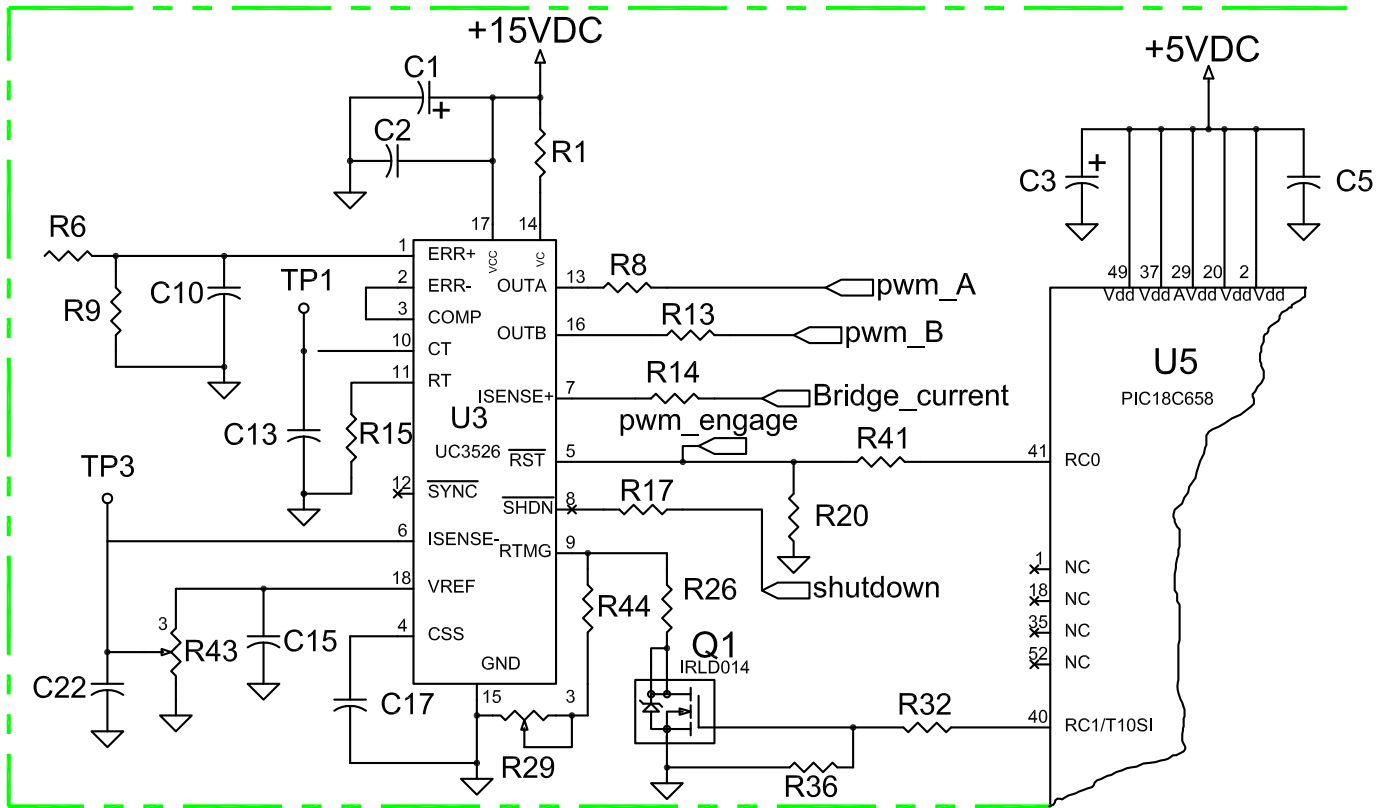 +15VDC
+5VDC
C1
+
C2
R1
C3
+
C5
17
14
R6
1
ERR+
VCC
VC
2
ERR-
OUTA
13
R8
pwm_A
TP1
C10
R9
3
COMP
OUTB
16
R13
pwm_B
10
CT
11
RT
ISENSE+
7
R14
Bridge_current
U3
UC3526
C13
R15
pwm_engage
RST
5
R41
R20
TP3
12
SYNC
SHDN
8
R17
6
ISENSE-
RTMG
9
shutdown
18
VREF
R44
R26
3
R43
C15
4
CSS
GND
Q1
IRLD014
C22
C17
15
3
R29
R32
R36
49
37
29
20
2
Vdd
Vdd
AVdd
Vdd
Vdd
U5
PIC18C658
41
RC0
1
NC
18
NC
35
NC
52
NC
40
RC1/T10SI